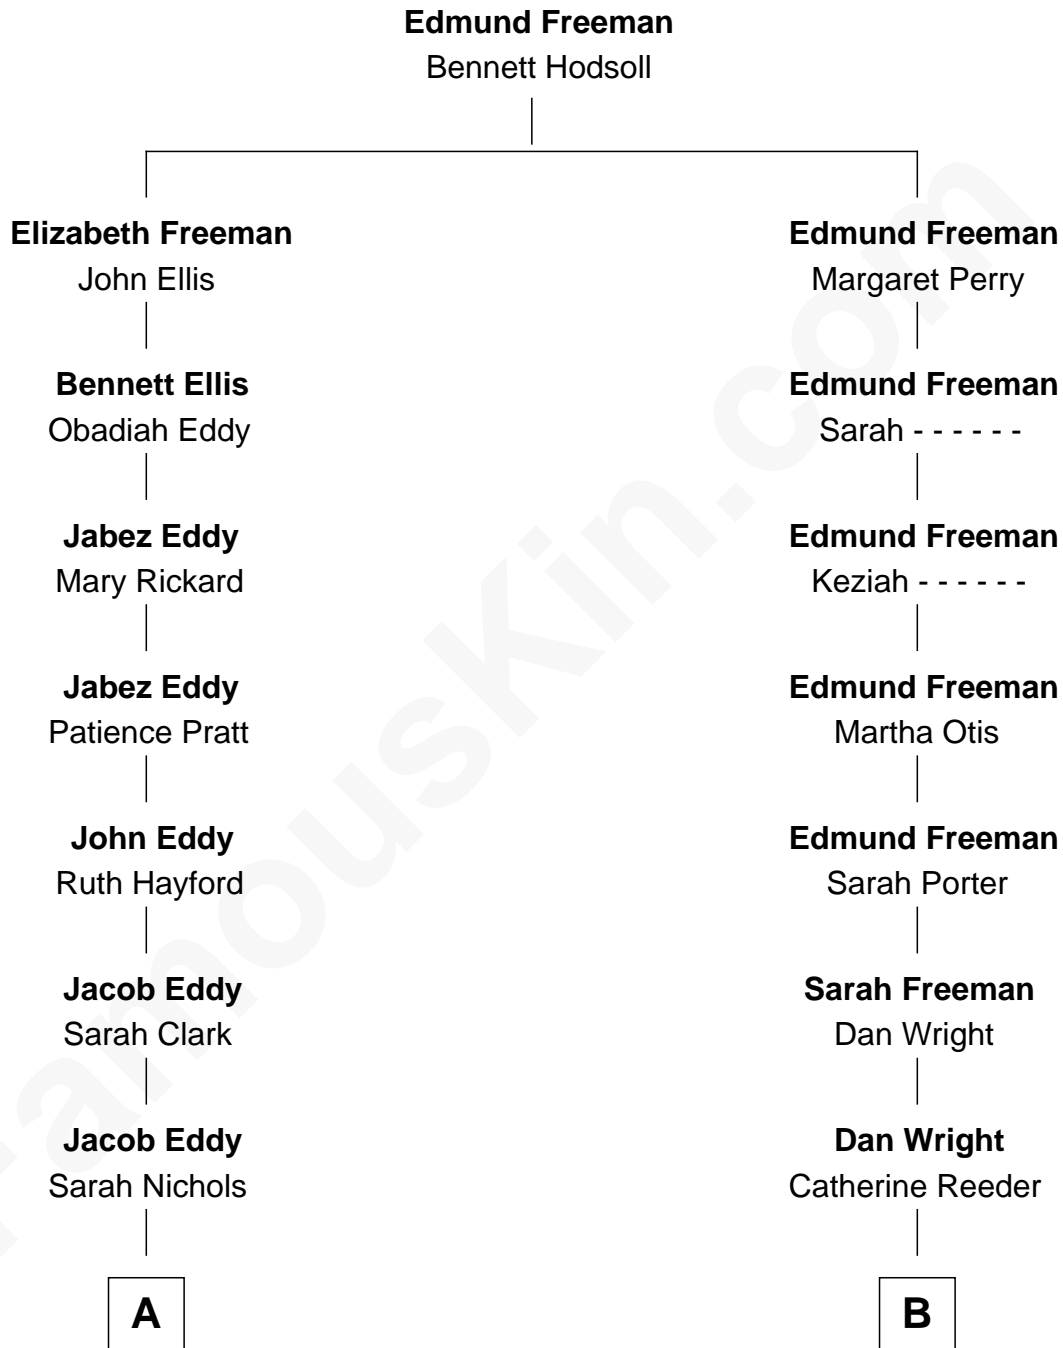 Edmund Freeman
Bennett Hodsoll
Elizabeth Freeman
John Ellis
Edmund Freeman
Margaret Perry
Bennett Ellis
Obadiah Eddy
Edmund Freeman
Sarah - - - - - -
Jabez Eddy
Mary Rickard
Edmund Freeman
Keziah - - - - - -
Jabez Eddy
Patience Pratt
Edmund Freeman
Martha Otis
John Eddy
Ruth Hayford
Edmund Freeman
Sarah Porter
Jacob Eddy
Sarah Clark
Sarah Freeman
Dan Wright
Jacob Eddy
Sarah Nichols
Dan Wright
Catherine Reeder
A
B
FamousKin.com